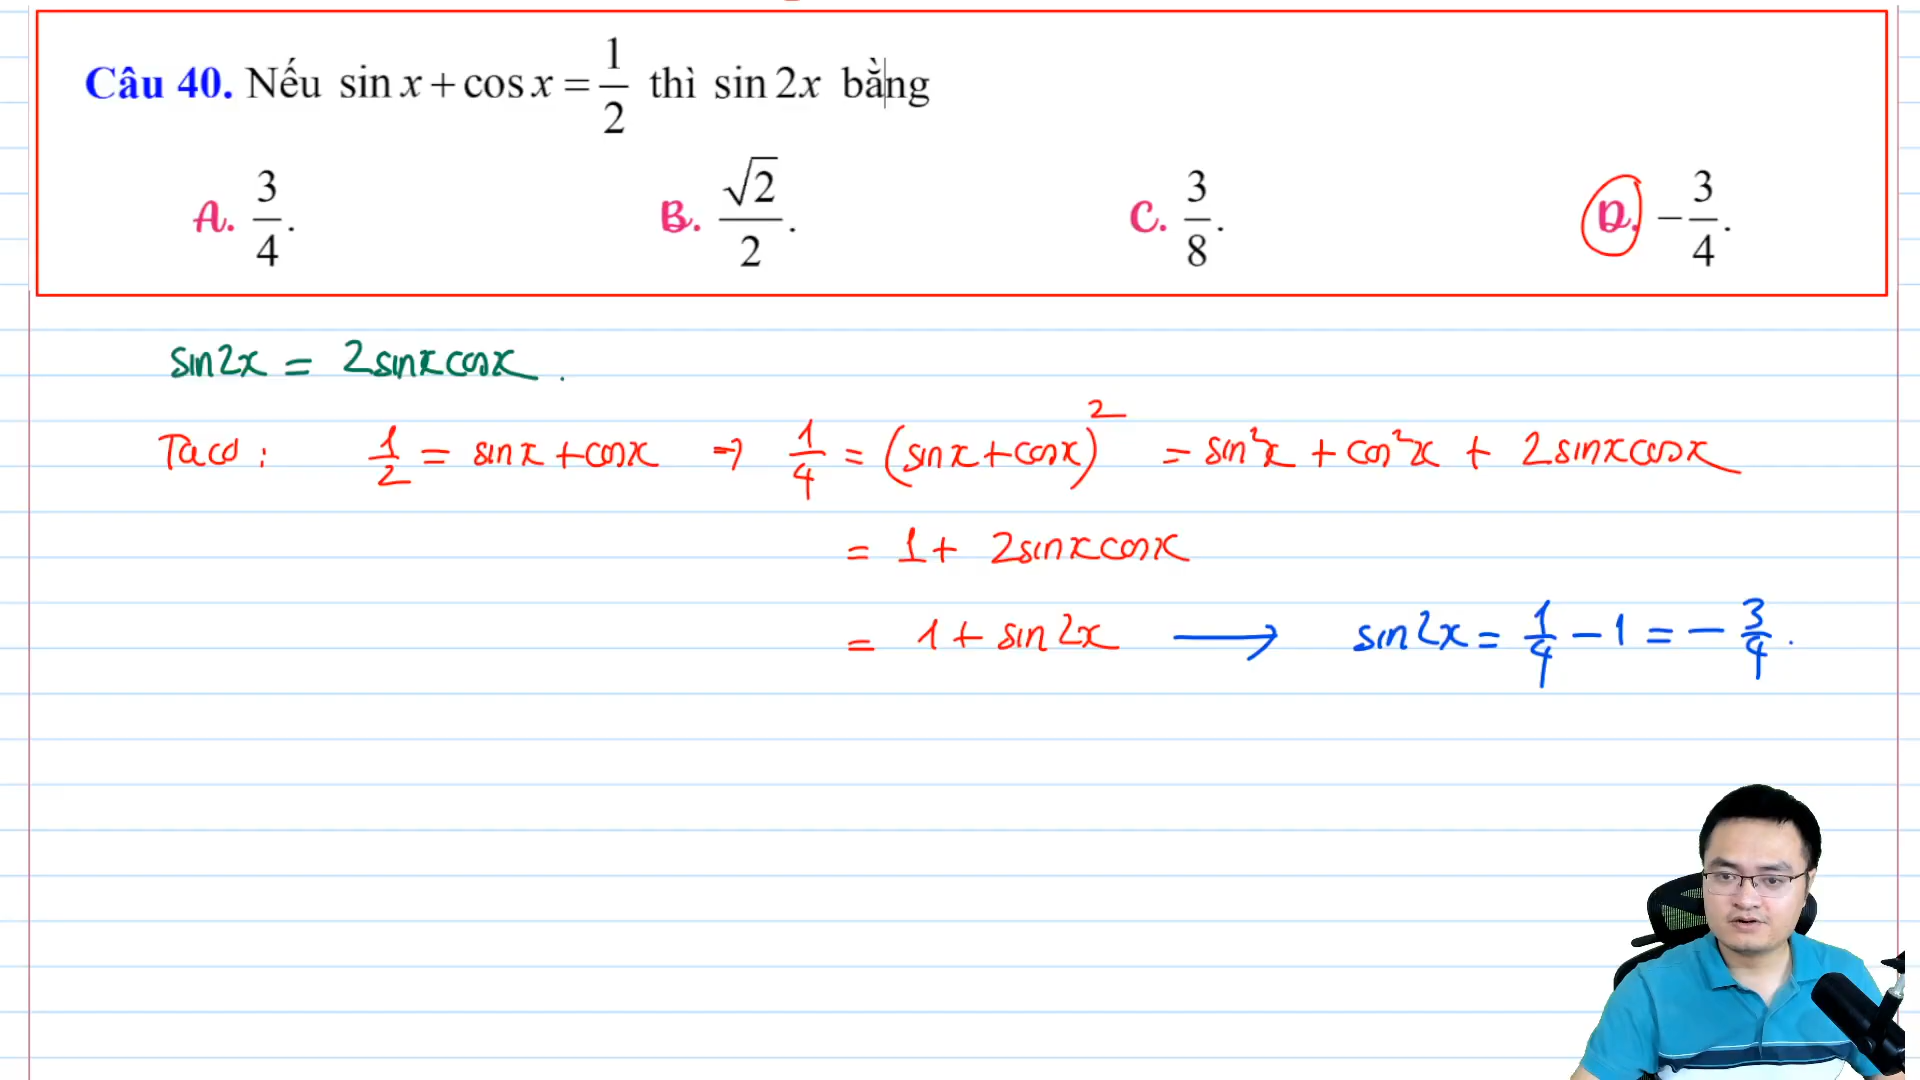 Câu 40. Nếu sin x + cos x = 1/2 thì sin 2x bằng
A. 3/4. B. √2/2. C. 3/8. D. -3/4.
sin2x = 2sinxcosx.
Ta có: 1/2 = sinx + cosx ⇒ 1/4 = (sinx + cosx)² = sin²x + cos²x + 2sinxcosx
= 1 + 2sinxcosx
= 1 + sin2x ⟶ sin2x = 1/4 - 1 = -3/4.